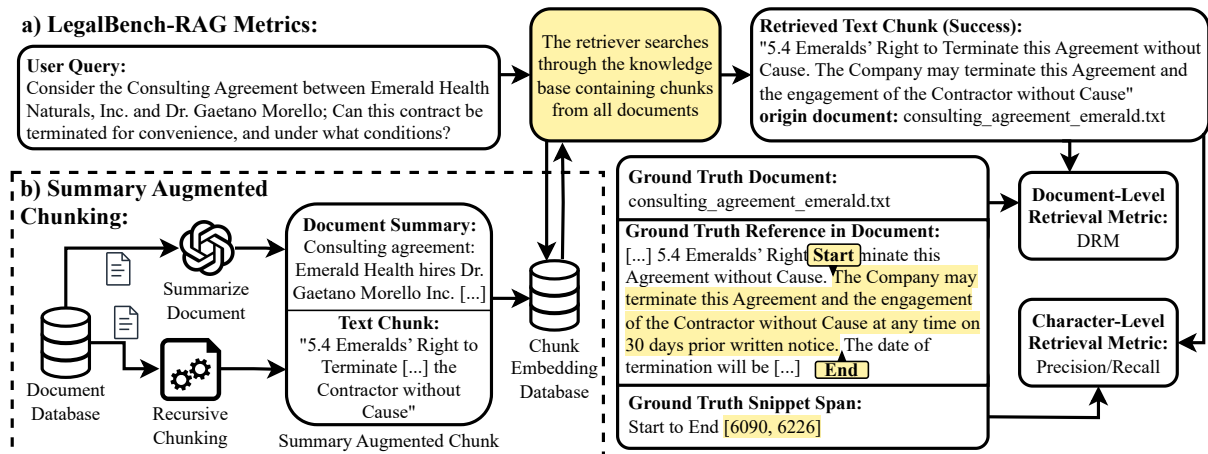 a) LegalBench-RAG Metrics:
User Query:
Consider the Consulting Agreement between Emerald Health
Naturals, Inc. and Dr. Gaetano Morello; Can this contract be
terminated for convenience, and under what conditions?
The retriever searches
through the knowledge
base containing chunks
from all documents
Retrieved Text Chunk (Success):
"5.4 Emeralds’ Right to Terminate this Agreement without
Cause. The Company may terminate this Agreement and
the engagement of the Contractor without Cause"
origin document: consulting_agreement_emerald.txt
b) Summary Augmented
Chunking:
Document
Database
Summarize
Document
Recursive
Chunking
Document Summary:
Consulting agreement:
Emerald Health hires Dr.
Gaetano Morello Inc. [...]
Text Chunk:
"5.4 Emeralds’ Right to
Terminate [...] the
Contractor without
Cause"
Summary Augmented Chunk
Chunk
Embedding
Database
Ground Truth Document:
consulting_agreement_emerald.txt
Ground Truth Reference in Document:
[...] 5.4 Emeralds’ Right Start minate this
Agreement without Cause. The Company may
terminate this Agreement and the engagement
of the Contractor without Cause at any time on
30 days prior written notice. The date of
termination will be [...] End
Ground Truth Snippet Span:
Start to End [6090, 6226]
Document-Level
Retrieval Metric:
DRM
Character-Level
Retrieval Metric:
Precision/Recall